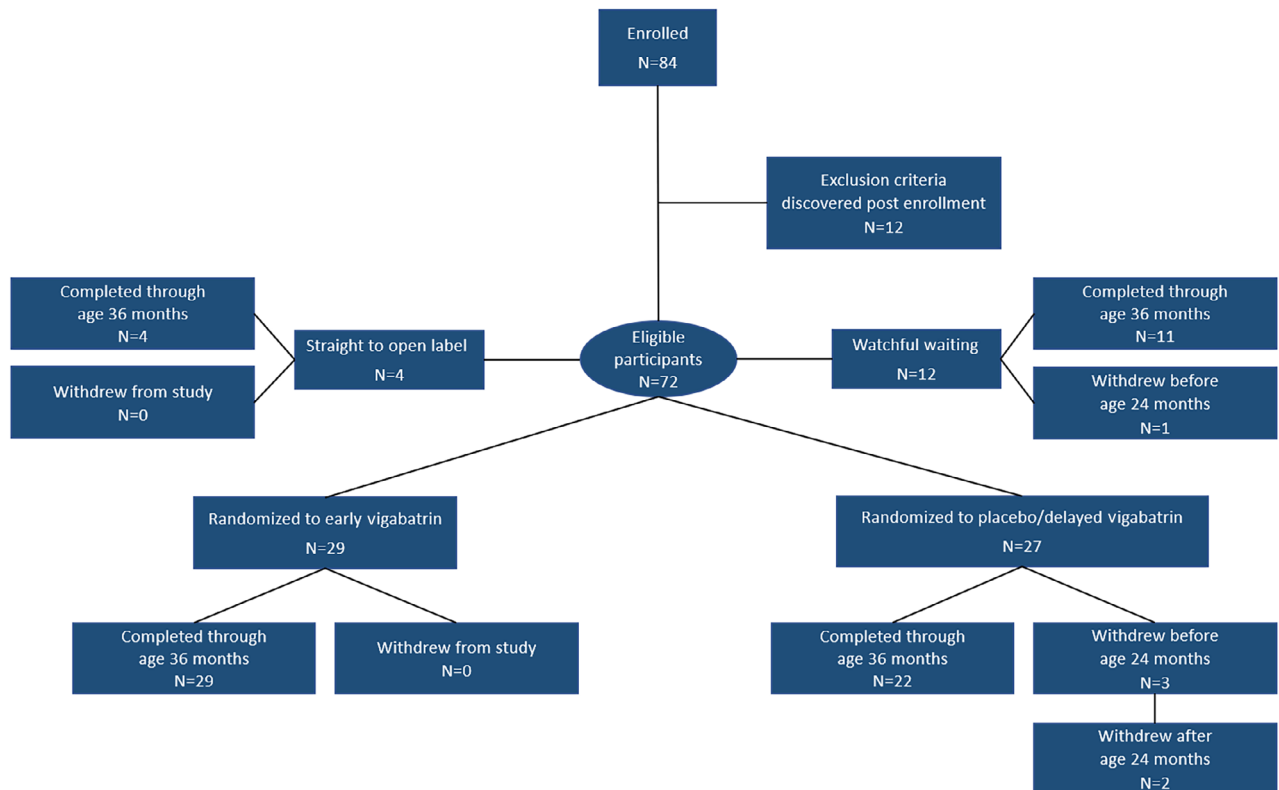 Enrolled
N=84
Exclusion criteria
discovered post enrollment
N=12
Completed through
age 36 months
N=4
Withdrew from study
N=0
Straight to open label
N=4
Eligible
participants
N=72
Watchful waiting
N=12
Completed through
age 36 months
N=11
Withdrew before
age 24 months
N=1
Randomized to early vigabatrin
N=29
Randomized to placebo/delayed vigabatrin
N=27
Completed through
age 36 months
N=29
Withdrew from study
N=0
Completed through
age 36 months
N=22
Withdrew before
age 24 months
N=3
Withdrew after
age 24 months
N=2